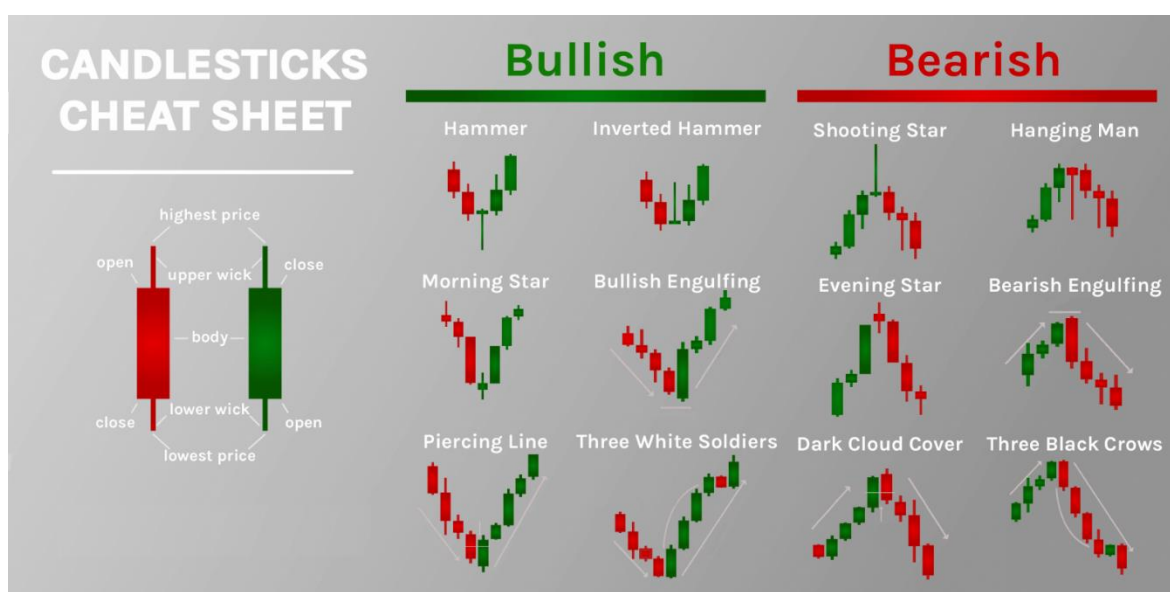 CANDLESTICKS
CHEAT SHEET
highest price
open
upper wick
close
body
close
lower wick
open
lowest price
Bullish
Hammer
Inverted Hammer
Morning Star
Bullish Engulfing
Piercing Line
Three White Soldiers
Bearish
Shooting Star
Hanging Man
Evening Star
Bearish Engulfing
Dark Cloud Cover
Three Black Crows